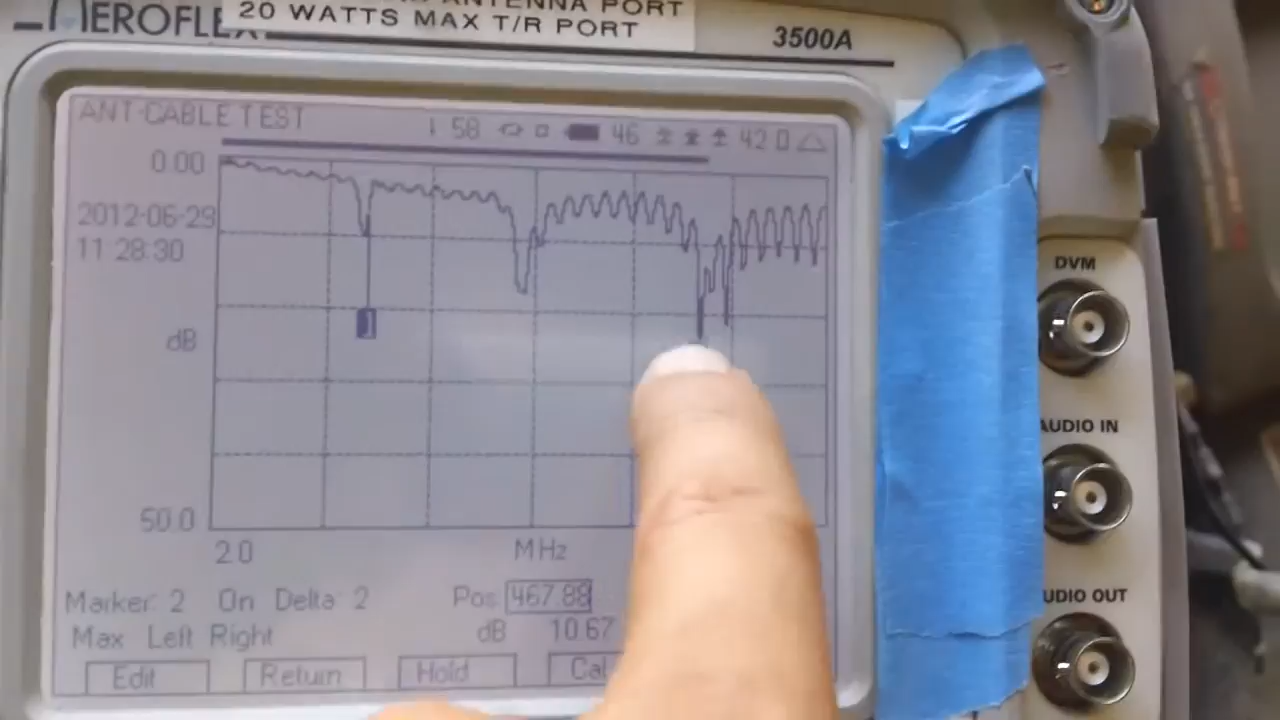 ANTENNA PORT
20 WATTS MAX T/R PORT
3500A
ANT-CABLE TEST
58
46
42.0
0.00
2012-06-29
11:28:30
dB
1
50.0
2.0
MHz
Marker: 2 On Delta: 2 Pos 467.88
Max Left Right dB 10.67
Edit Return Hold Cal
DVM
AUDIO IN
UDIO OUT